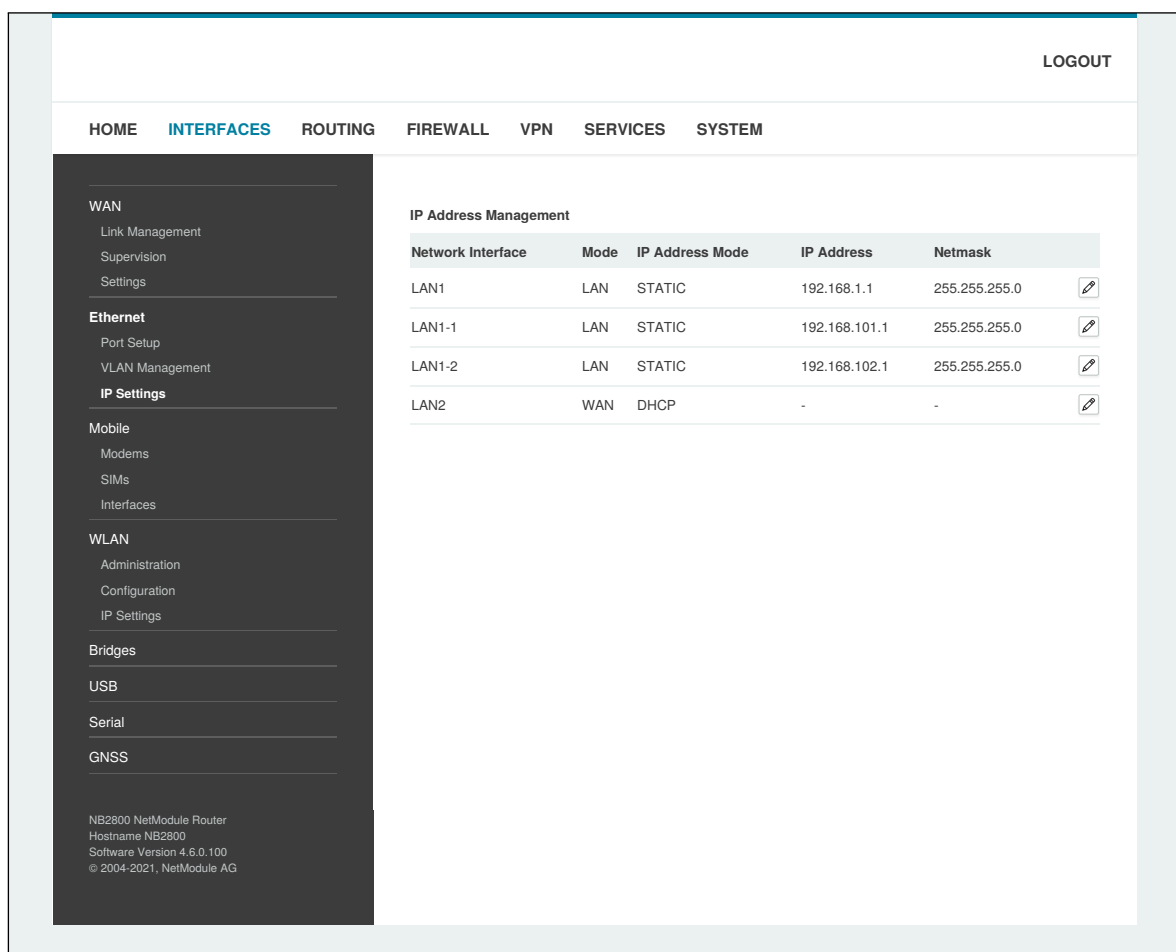 LOGOUT
HOME INTERFACES ROUTING FIREWALL VPN SERVICES SYSTEM
WAN
Link Management
Supervision
Settings
Ethernet
Port Setup
VLAN Management
IP Settings
Mobile
Modems
SIMs
Interfaces
WLAN
Administration
Configuration
IP Settings
Bridges
USB
Serial
GNSS
NB2800 NetModule Router
Hostname NB2800
Software Version 4.6.0.100
© 2004-2021, NetModule AG
IP Address Management
Network Interface Mode IP Address Mode IP Address Netmask
LAN1 LAN STATIC 192.168.1.1 255.255.255.0
LAN1-1 LAN STATIC 192.168.101.1 255.255.255.0
LAN1-2 LAN STATIC 192.168.102.1 255.255.255.0
LAN2 WAN DHCP - -